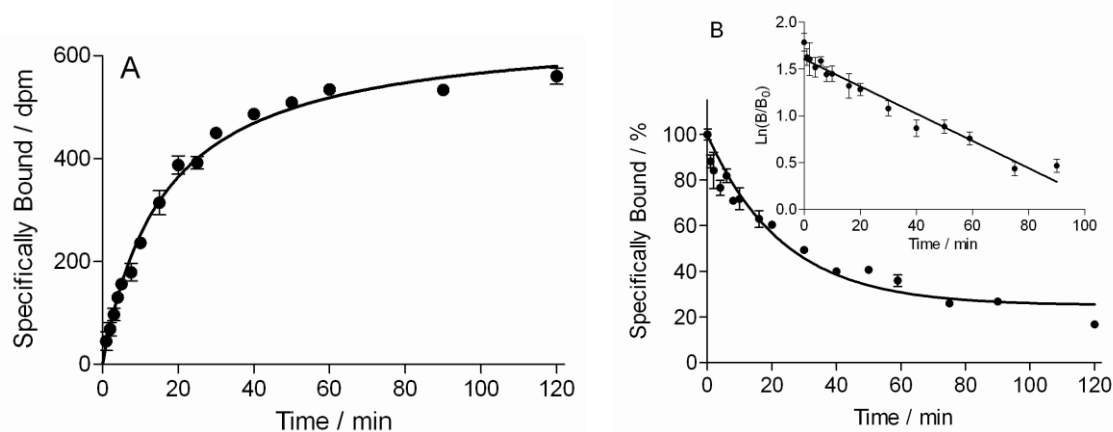 A
Specifically Bound / dpm
600
400
200
0
0 20 40 60 80 100 120
Time / min
B
Specifically Bound / %
100
80
60
40
20
0
0 20 40 60 80 100 120
Time / min
Ln(B/B₀)
2.0
1.5
1.0
0.5
0.0
0 20 40 60 80 100
Time / min